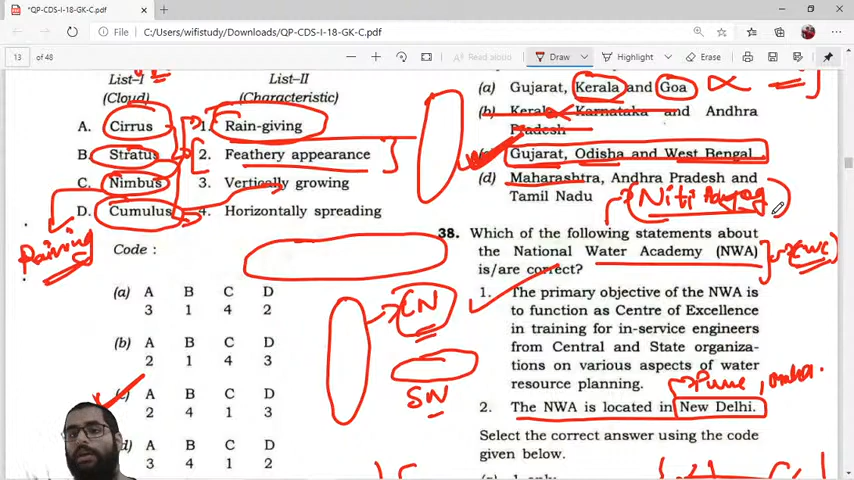 *QP-CDS-I-18-GK-C.pdf
File
C:/Users/wifistudy/Downloads/QP-CDS-I-18-GK-C.pdf
13 of 48
Read aloud
Draw
Highlight
Erase
List–I
List–II
(Cloud)
(Characteristic)
A. Cirrus
1. Rain-giving
B. Stratus
2. Feathery appearance
C. Nimbus
3. Vertically growing
D. Cumulus
4. Horizontally spreading
Raining
Code :
(a) A B C D
3 1 4 2
(b) A B C D
2 1 4 3
(c) A B C D
2 4 1 3
(d) A B C D
3 4 1 2
CN
SN
(a) Gujarat, Kerala and Goa
(b) Kerala, Karnataka and Andhra
Pradesh
Gujarat, Odisha and West Bengal
(d) Maharashtra, Andhra Pradesh and
Tamil Nadu
Niti Aayog
38. Which of the following statements about
the National Water Academy (NWA)
is/are correct?
CWC
1. The primary objective of the NWA is
to function as Centre of Excellence
in training for in-service engineers
from Central and State organiza-
tions on various aspects of water
resource planning.
Pune
2. The NWA is located in New Delhi.
Select the correct answer using the code
given below.
1 only